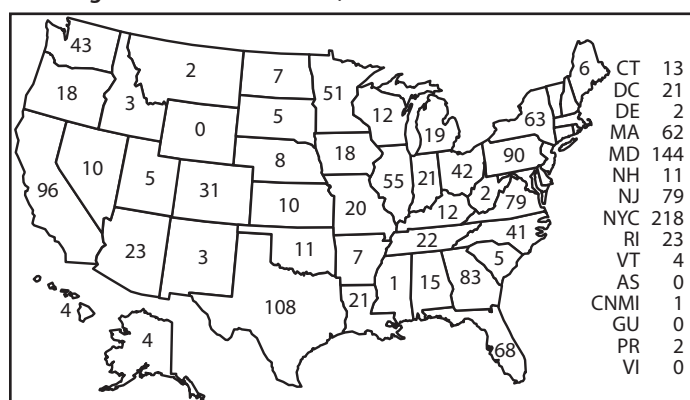 43
2
7
51
6
CT 13
18
3
5
12
19
63
DC 21
0
DE 2
10
5
31
8
18
55
21
42
90
MA 62
MD 144
96
10
20
12
2
79
NH 11
NJ 79
23
3
11
7
22
41
NYC 218
5
RI 23
108
21
1
15
83
VT 4
4
4
68
AS 0
CNMI 1
GU 0
PR 2
VI 0